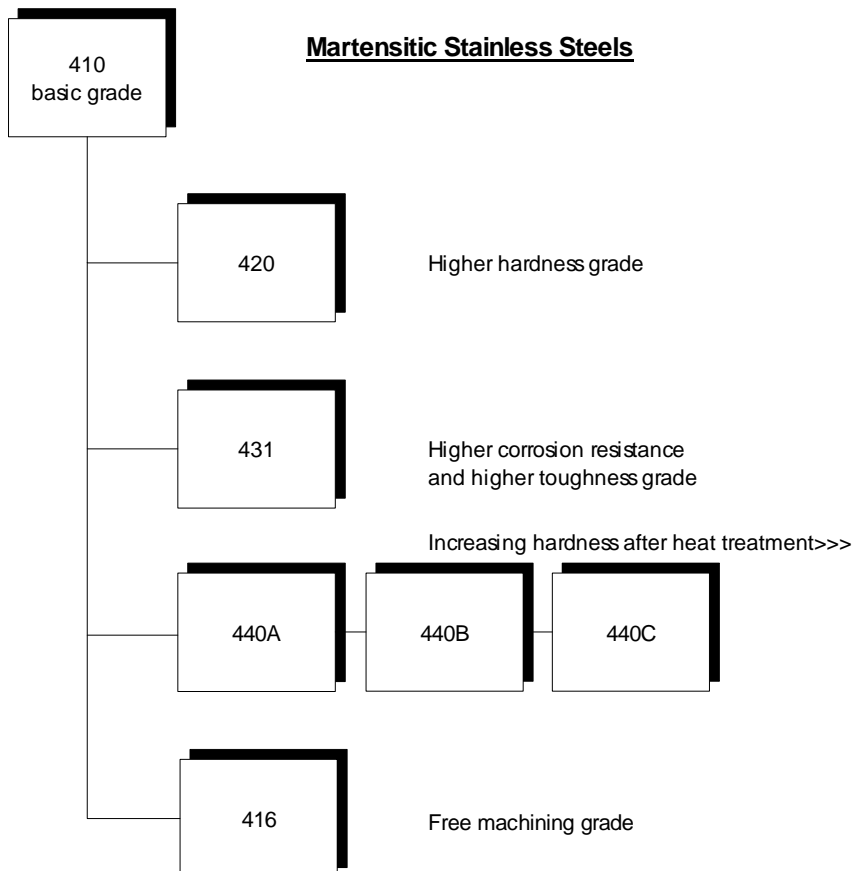 Martensitic Stainless Steels
410
basic grade
420
Higher hardness grade
431
Higher corrosion resistance
and higher toughness grade
Increasing hardness after heat treatment>>>
440A
440B
440C
416
Free machining grade